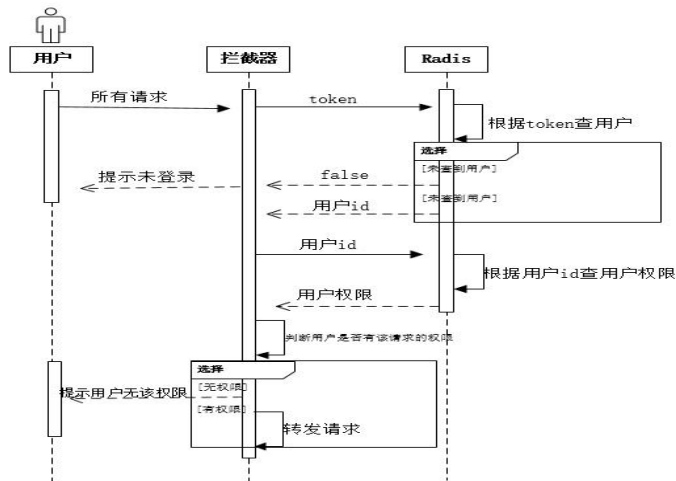 用户
拦截器
Radis
所有请求
token
根据token查用户
选择
[未查到用户]
false
提示未登录
[未查到用户]
用户id
用户id
根据用户id查用户权限
用户权限
判断用户是否有该请求的权限
选择
[无权限]
提示用户无该权限
[有权限]
转发请求